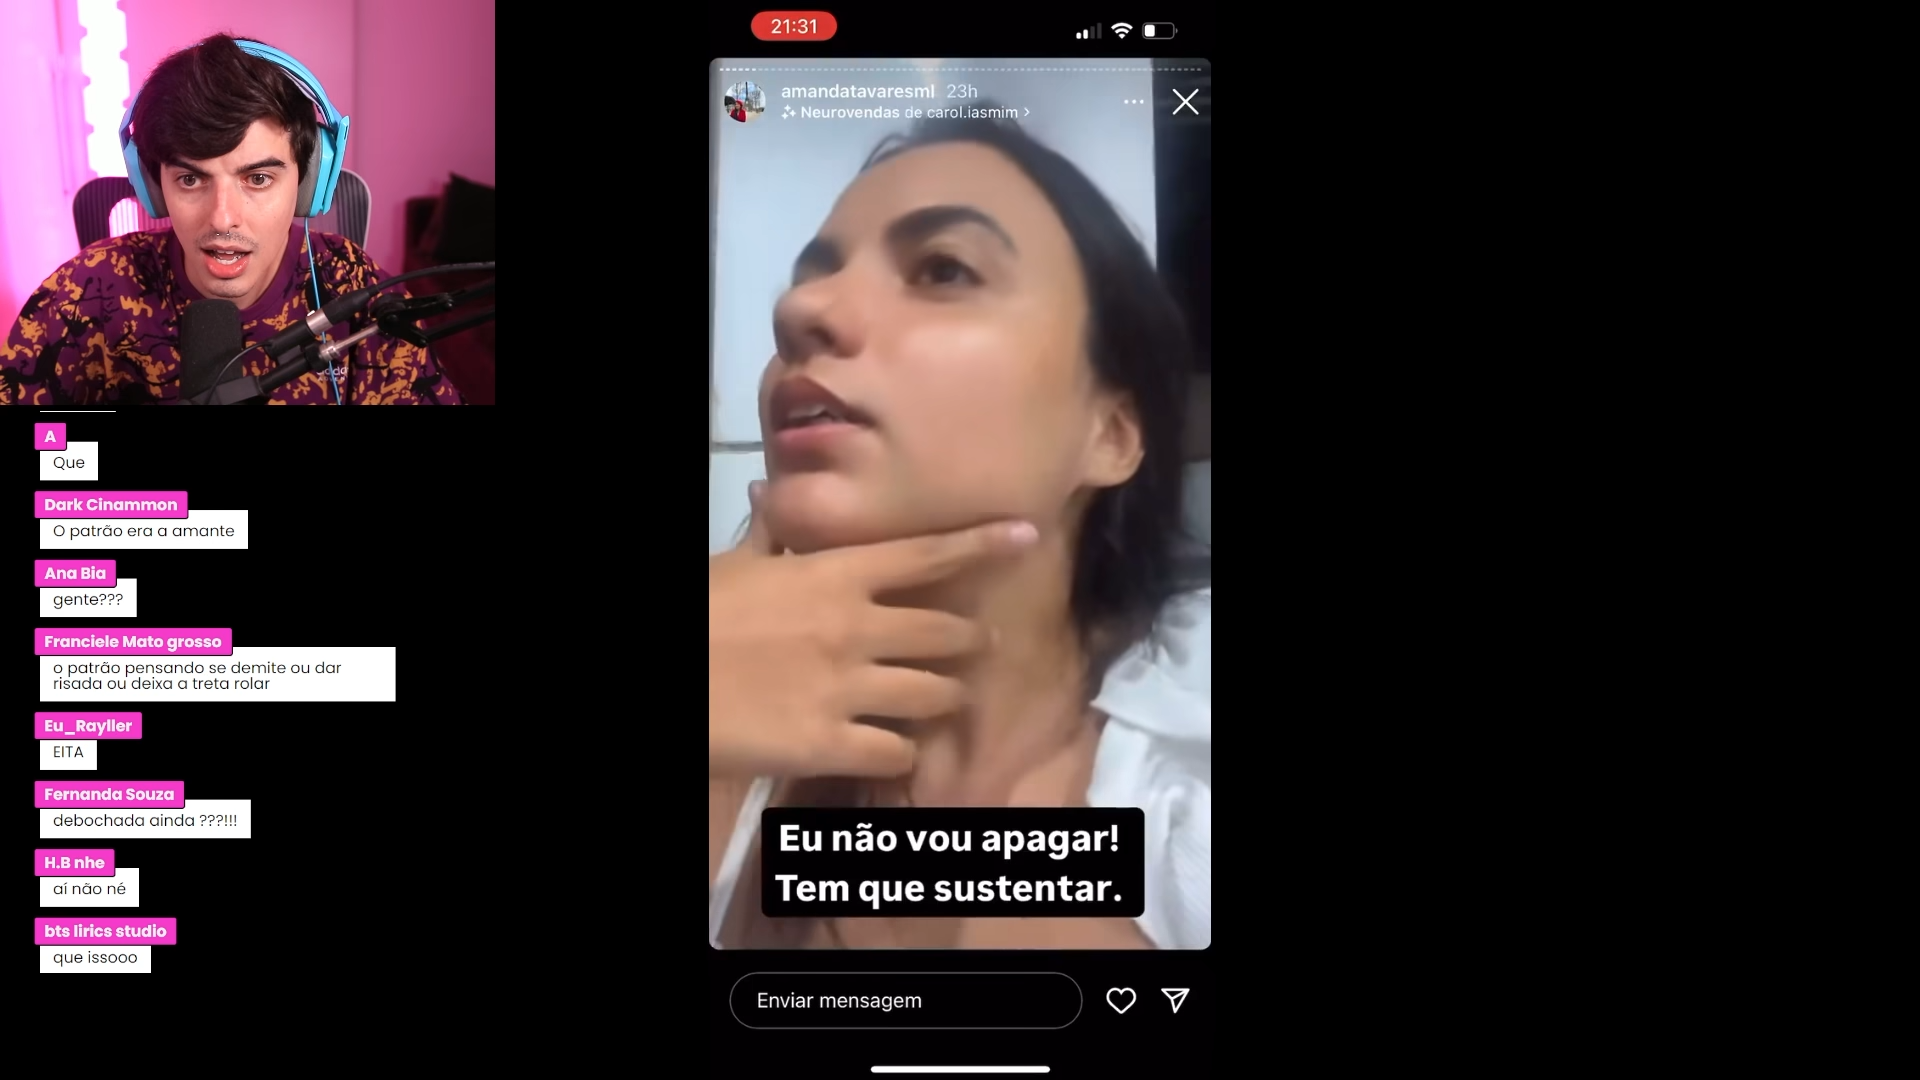 A
Que
Dark Cinammon
O patrão era a amante
Ana Bia
gente???
Franciele Mato grosso
o patrão pensando se demite ou dar
risada ou deixa a treta rolar
Eu_Rayller
EITA
Fernanda Souza
debochada ainda ???!!!
H.B nhe
aí não né
bts lirics studio
que issooo
21:31
amandatavaresml 23h
Neurovendas de carol.iasmim >
Eu não vou apagar!
Tem que sustentar.
Enviar mensagem